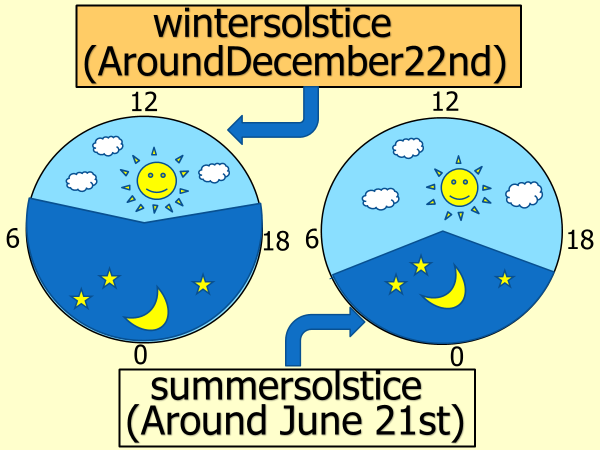 wintersolstice
(AroundDecember22nd)
12
12
6
18
6
18
0
0
summersolstice
(Around June 21st)